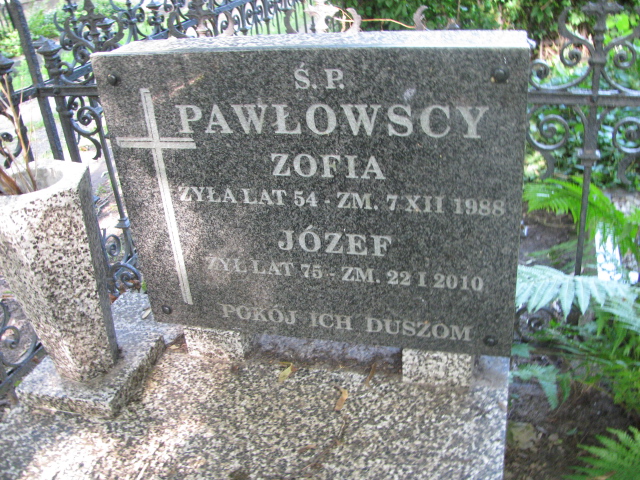 Ś.P.
PAWŁOWSCY
ZOFIA
ŻYŁA LAT 54 - ZM. 7 XII 1988
JÓZEF
ŻYŁ LAT 75 - ZM. 22 I 2010
POKÓJ ICH DUSZOM